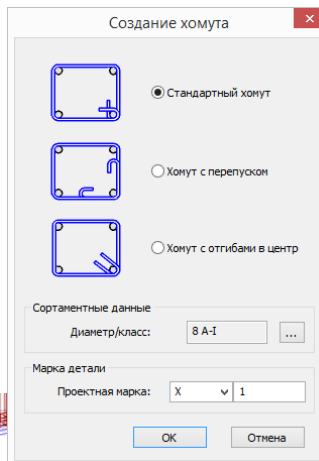 Создание хомута
Стандартный хомут
Хомут с перепуском
Хомут с отгибами в центр
Сортаментные данные
Диаметр/класс: 8 A-I ...
Марка детали
Проектная марка: Х 1
ОК Отмена